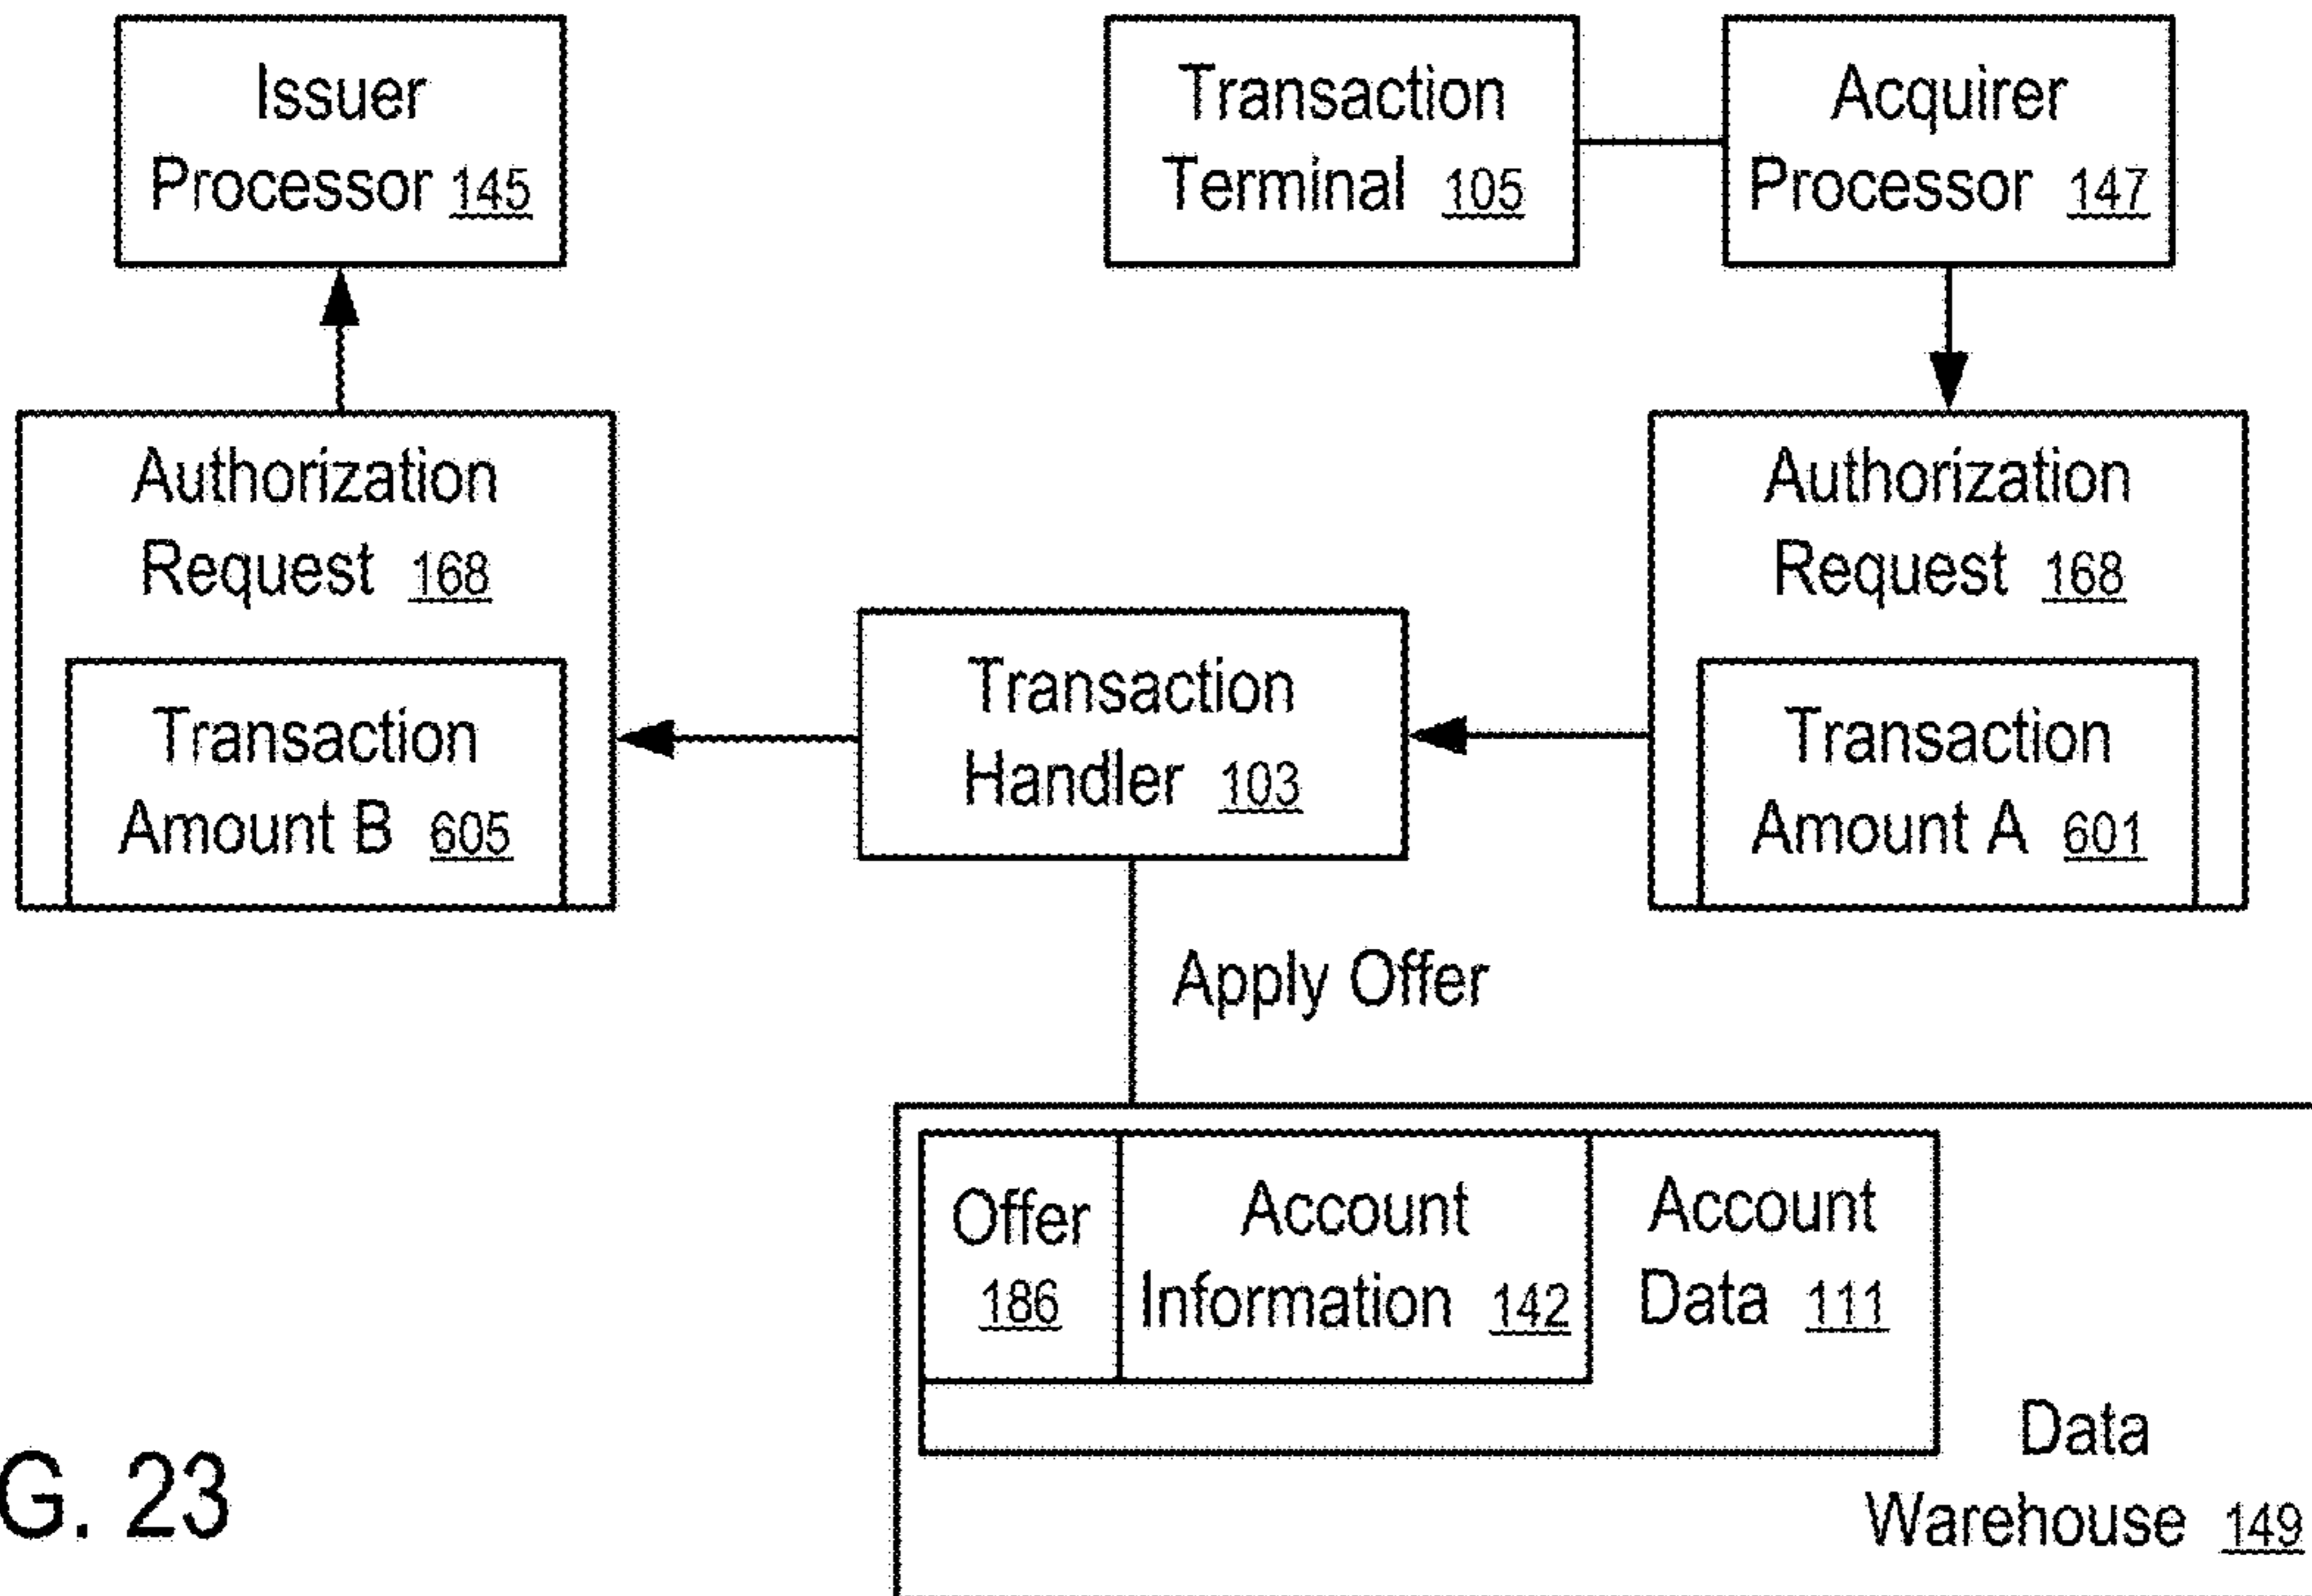 Issuer
Processor 145
Transaction
Terminal 105
Acquirer
Processor 147
Authorization
Request 168
Transaction
Amount B 605
Transaction
Handler 103
Authorization
Request 168
Transaction
Amount A 601
Apply Offer
Offer
186
Account
Information 142
Account
Data 111
Data
Warehouse 149
G. 23